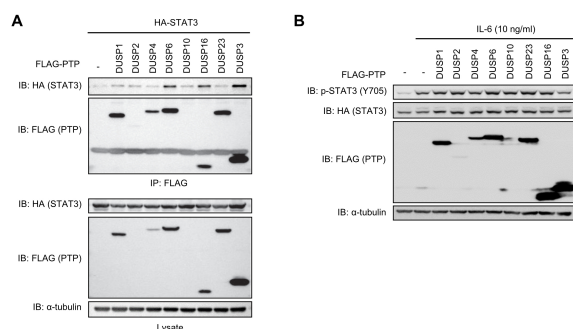 A
HA-STAT3
FLAG-PTP
-
DUSP1
DUSP2
DUSP4
DUSP6
DUSP10
DUSP16
DUSP23
DUSP3
IB: HA (STAT3)
IB: FLAG (PTP)
IP: FLAG
IB: HA (STAT3)
IB: FLAG (PTP)
IB: α-tubulin
Lysate
B
IL-6 (10 ng/ml)
FLAG-PTP
-
-
DUSP1
DUSP2
DUSP4
DUSP6
DUSP10
DUSP23
DUSP16
DUSP3
IB: p-STAT3 (Y705)
IB: HA (STAT3)
IB: FLAG (PTP)
IB: α-tubulin